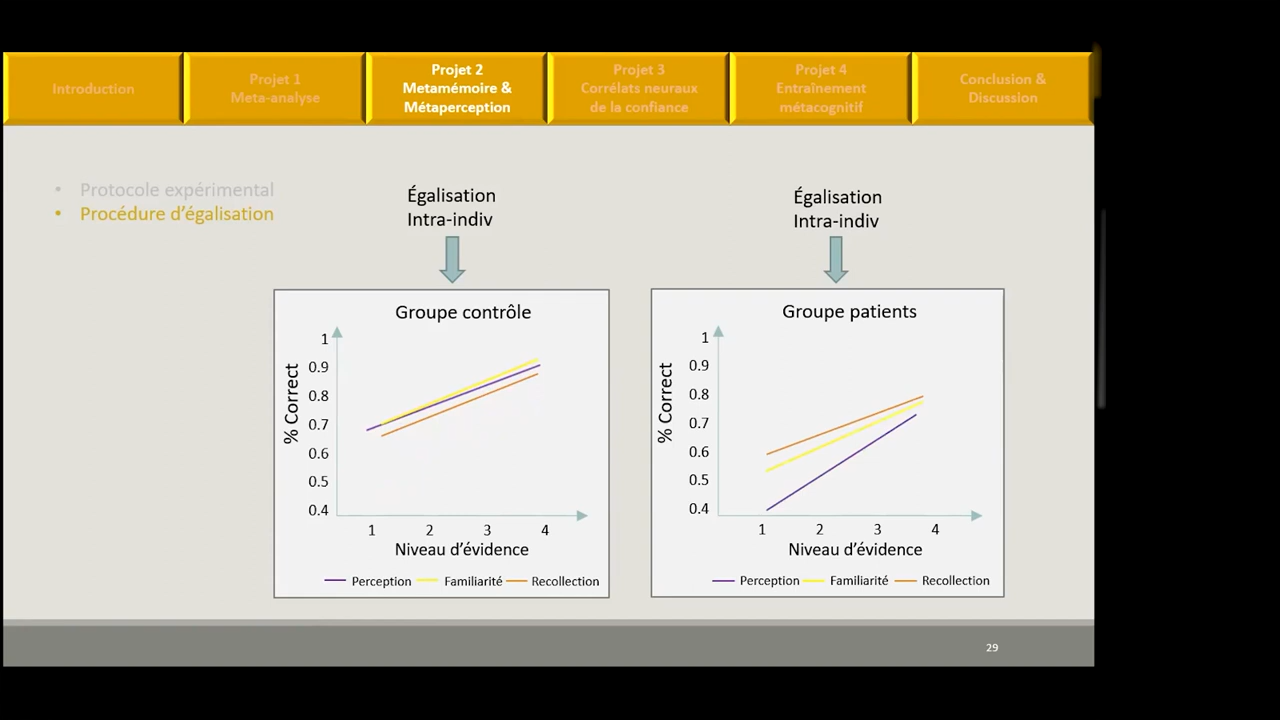 Introduction
Projet 1
Meta-analyse
Projet 2
Metamémoire &
Métaperception
Projet 3
Corrélats neuraux
de la confiance
Projet 4
Entraînement
métacognitif
Conclusion &
Discussion
• Protocole expérimental
• Procédure d'égalisation
Égalisation
Intra-indiv
Groupe contrôle
% Correct
1
0.9
0.8
0.7
0.6
0.5
0.4
1 2 3 4
Niveau d'évidence
Perception Familiarité Recollection
Égalisation
Intra-indiv
Groupe patients
% Correct
1
0.9
0.8
0.7
0.6
0.5
0.4
1 2 3 4
Niveau d'évidence
Perception Familiarité Recollection
29